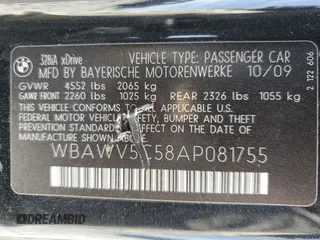 328iA xDrive VEHICLE TYPE: PASSENGER CAR
MFD BY BAYERISCHE MOTORENWERKE 10/09
GVWR 4552 lbs 2065 kg
GAWR FRONT 2260 lbs 1025 kg REAR 2326 lbs 1055 kg
THIS VEHICLE CONFORMS TO ALL APPLICABLE
FEDERAL MOTOR VEHICLE SAFETY, BUMPER AND THEFT
PREVENTION STANDARDS IN EFFECT ON THE DATE OF
MANUFACTURE SHOWN ABOVE.
2 122 606
DREAMBID